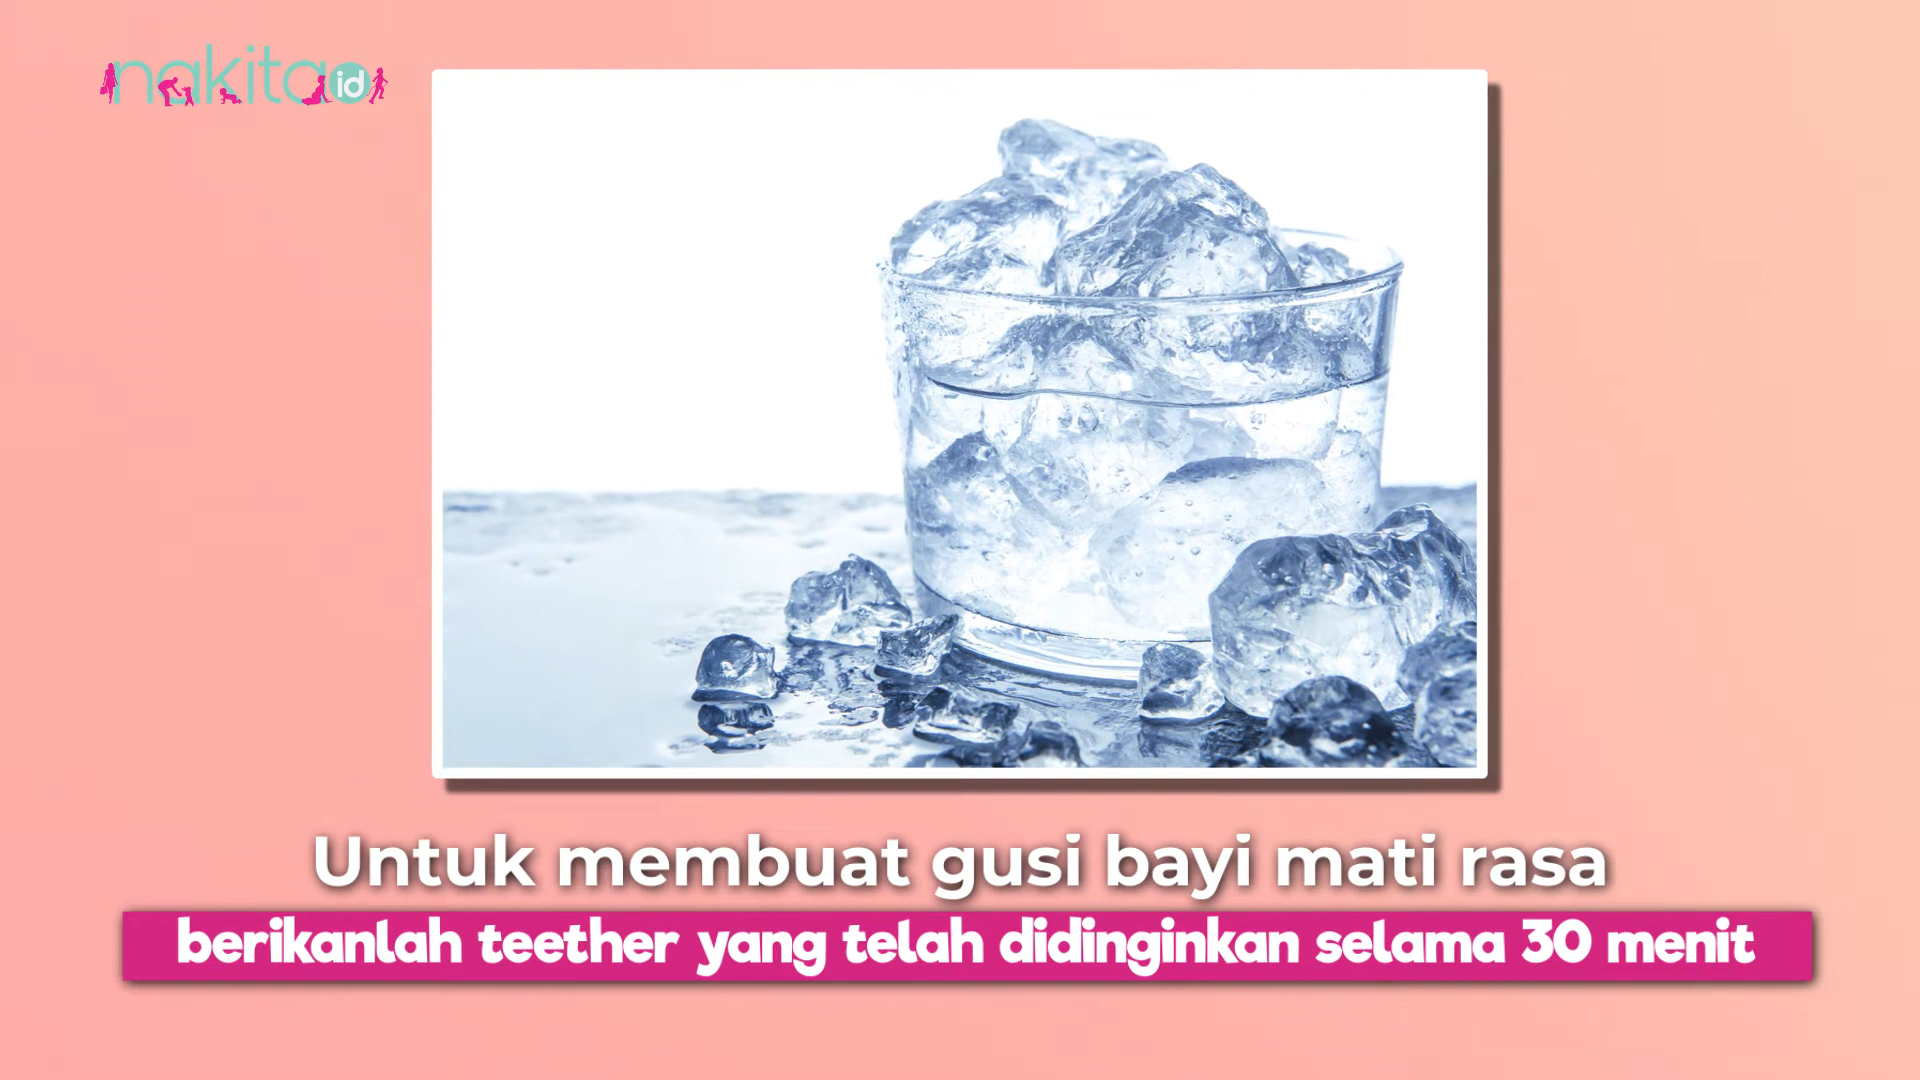 nakita id
Untuk membuat gusi bayi mati rasa
berikanlah teether yang telah didinginkan selama 30 menit